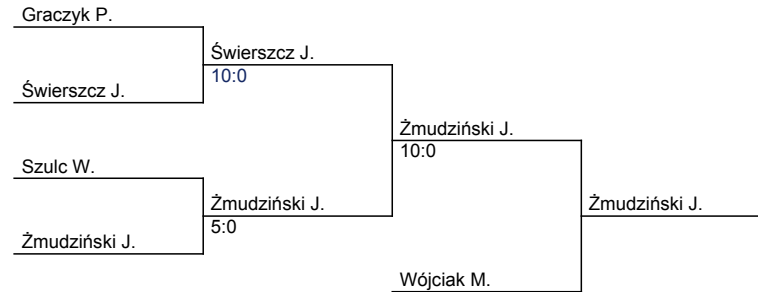 Graczyk P.
Świerszcz J.
10:0
Świerszcz J.
Żmudziński J.
10:0
Szulc W.
Żmudziński J.
Żmudziński J.
5:0
Żmudziński J.
Wójciak M.